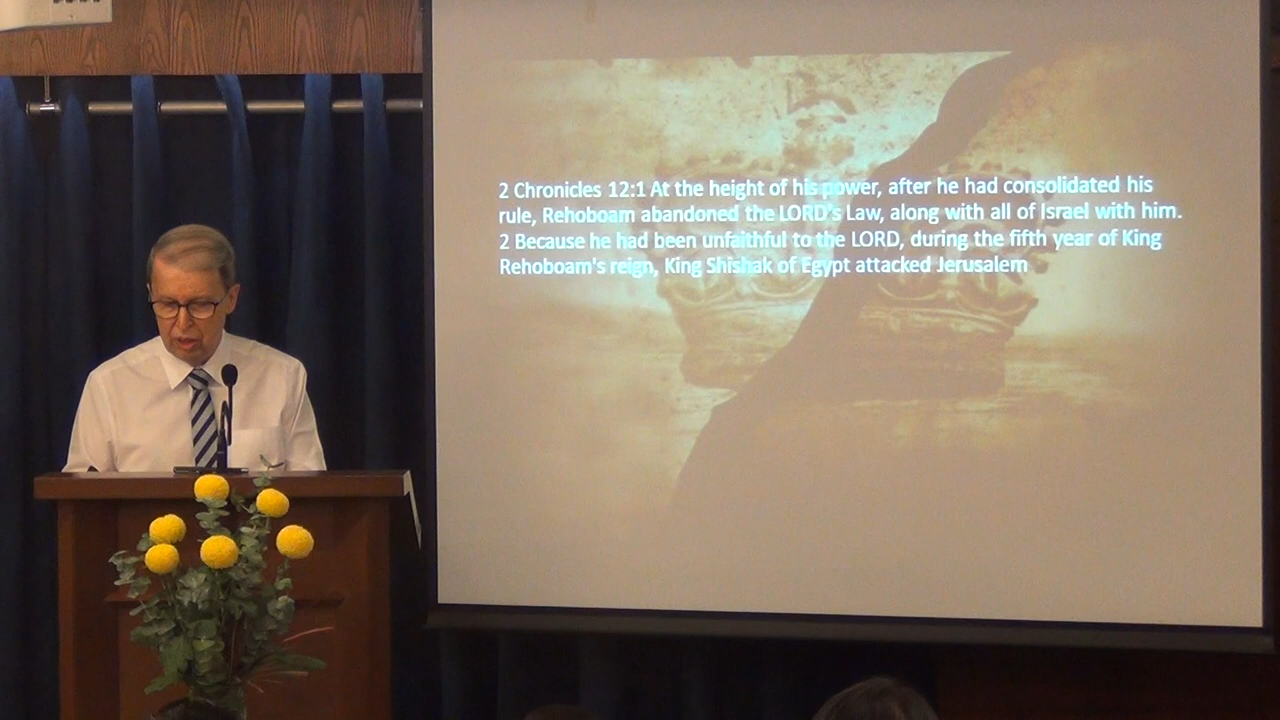 2 Chronicles 12:1 At the height of his power, after he had consolidated his
rule, Rehoboam abandoned the LORD's Law, along with all of Israel with him.
2 Because he had been unfaithful to the LORD, during the fifth year of King
Rehoboam's reign, King Shishak of Egypt attacked Jerusalem